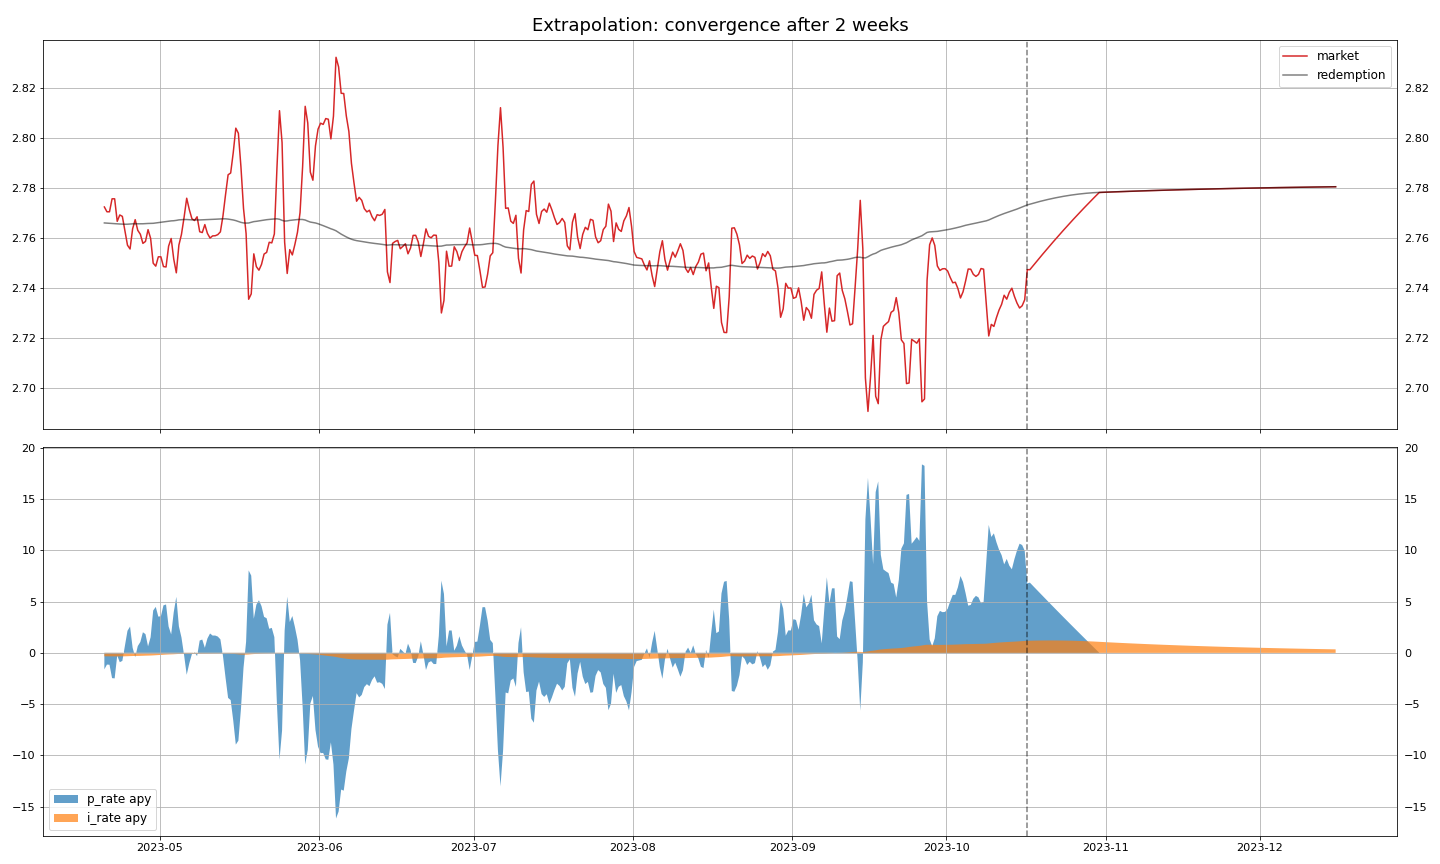 Extrapolation: convergence after 2 weeks
market
redemption
2.82 2.82
2.80 2.80
2.78 2.78
2.76 2.76
2.74 2.74
2.72 2.72
2.70 2.70
20 20
15 15
10 10
5 5
0 0
−5 −5
−10 −10
−15 −15
p_rate apy
i_rate apy
2023-05 2023-06 2023-07 2023-08 2023-09 2023-10 2023-11 2023-12